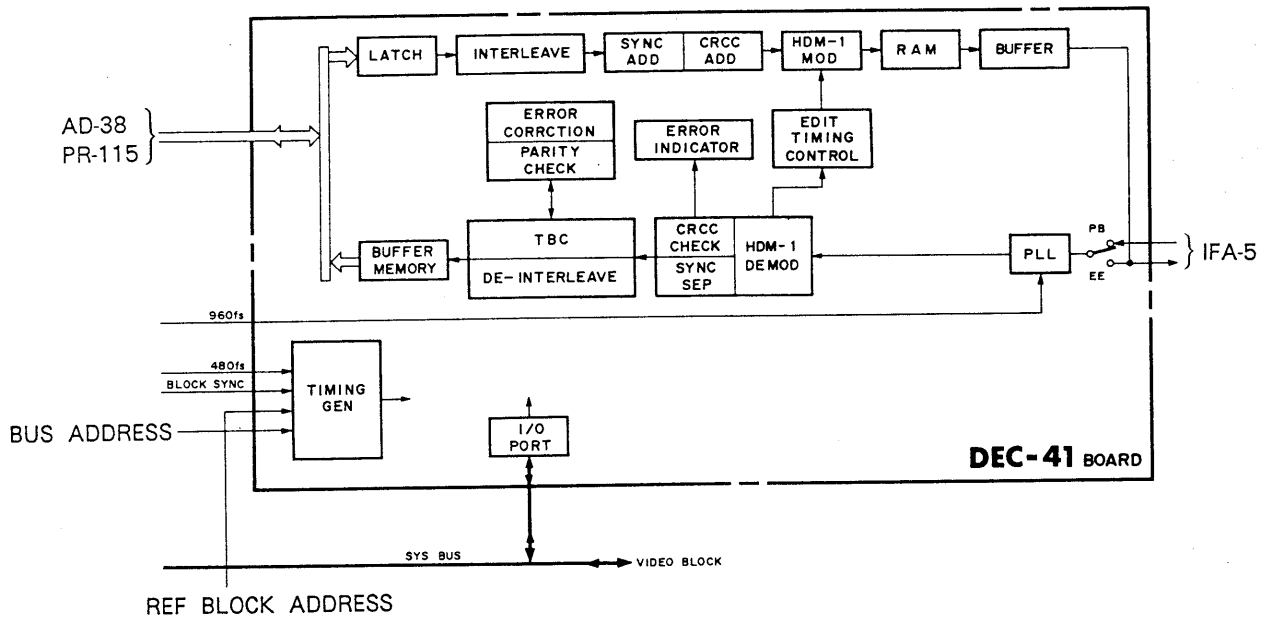 LATCH
INTERLEAVE
SYNC
ADD
CRCC
ADD
HDM-1
MOD
RAM
BUFFER
AD-38
PR-115
ERROR
CORRCTION
PARITY
CHECK
ERROR
INDICATOR
EDIT
TIMING
CONTROL
BUFFER
MEMORY
TBC
DE-INTERLEAVE
CRCC
CHECK
SYNC
SEP
HDM-1
DEMOD
PLL
PB
EE
IFA-5
960fs
480fs
BLOCK SYNC
BUS ADDRESS
TIMING
GEN
I/O
PORT
DEC-41 BOARD
SYS BUS
VIDEO BLOCK
REF BLOCK ADDRESS